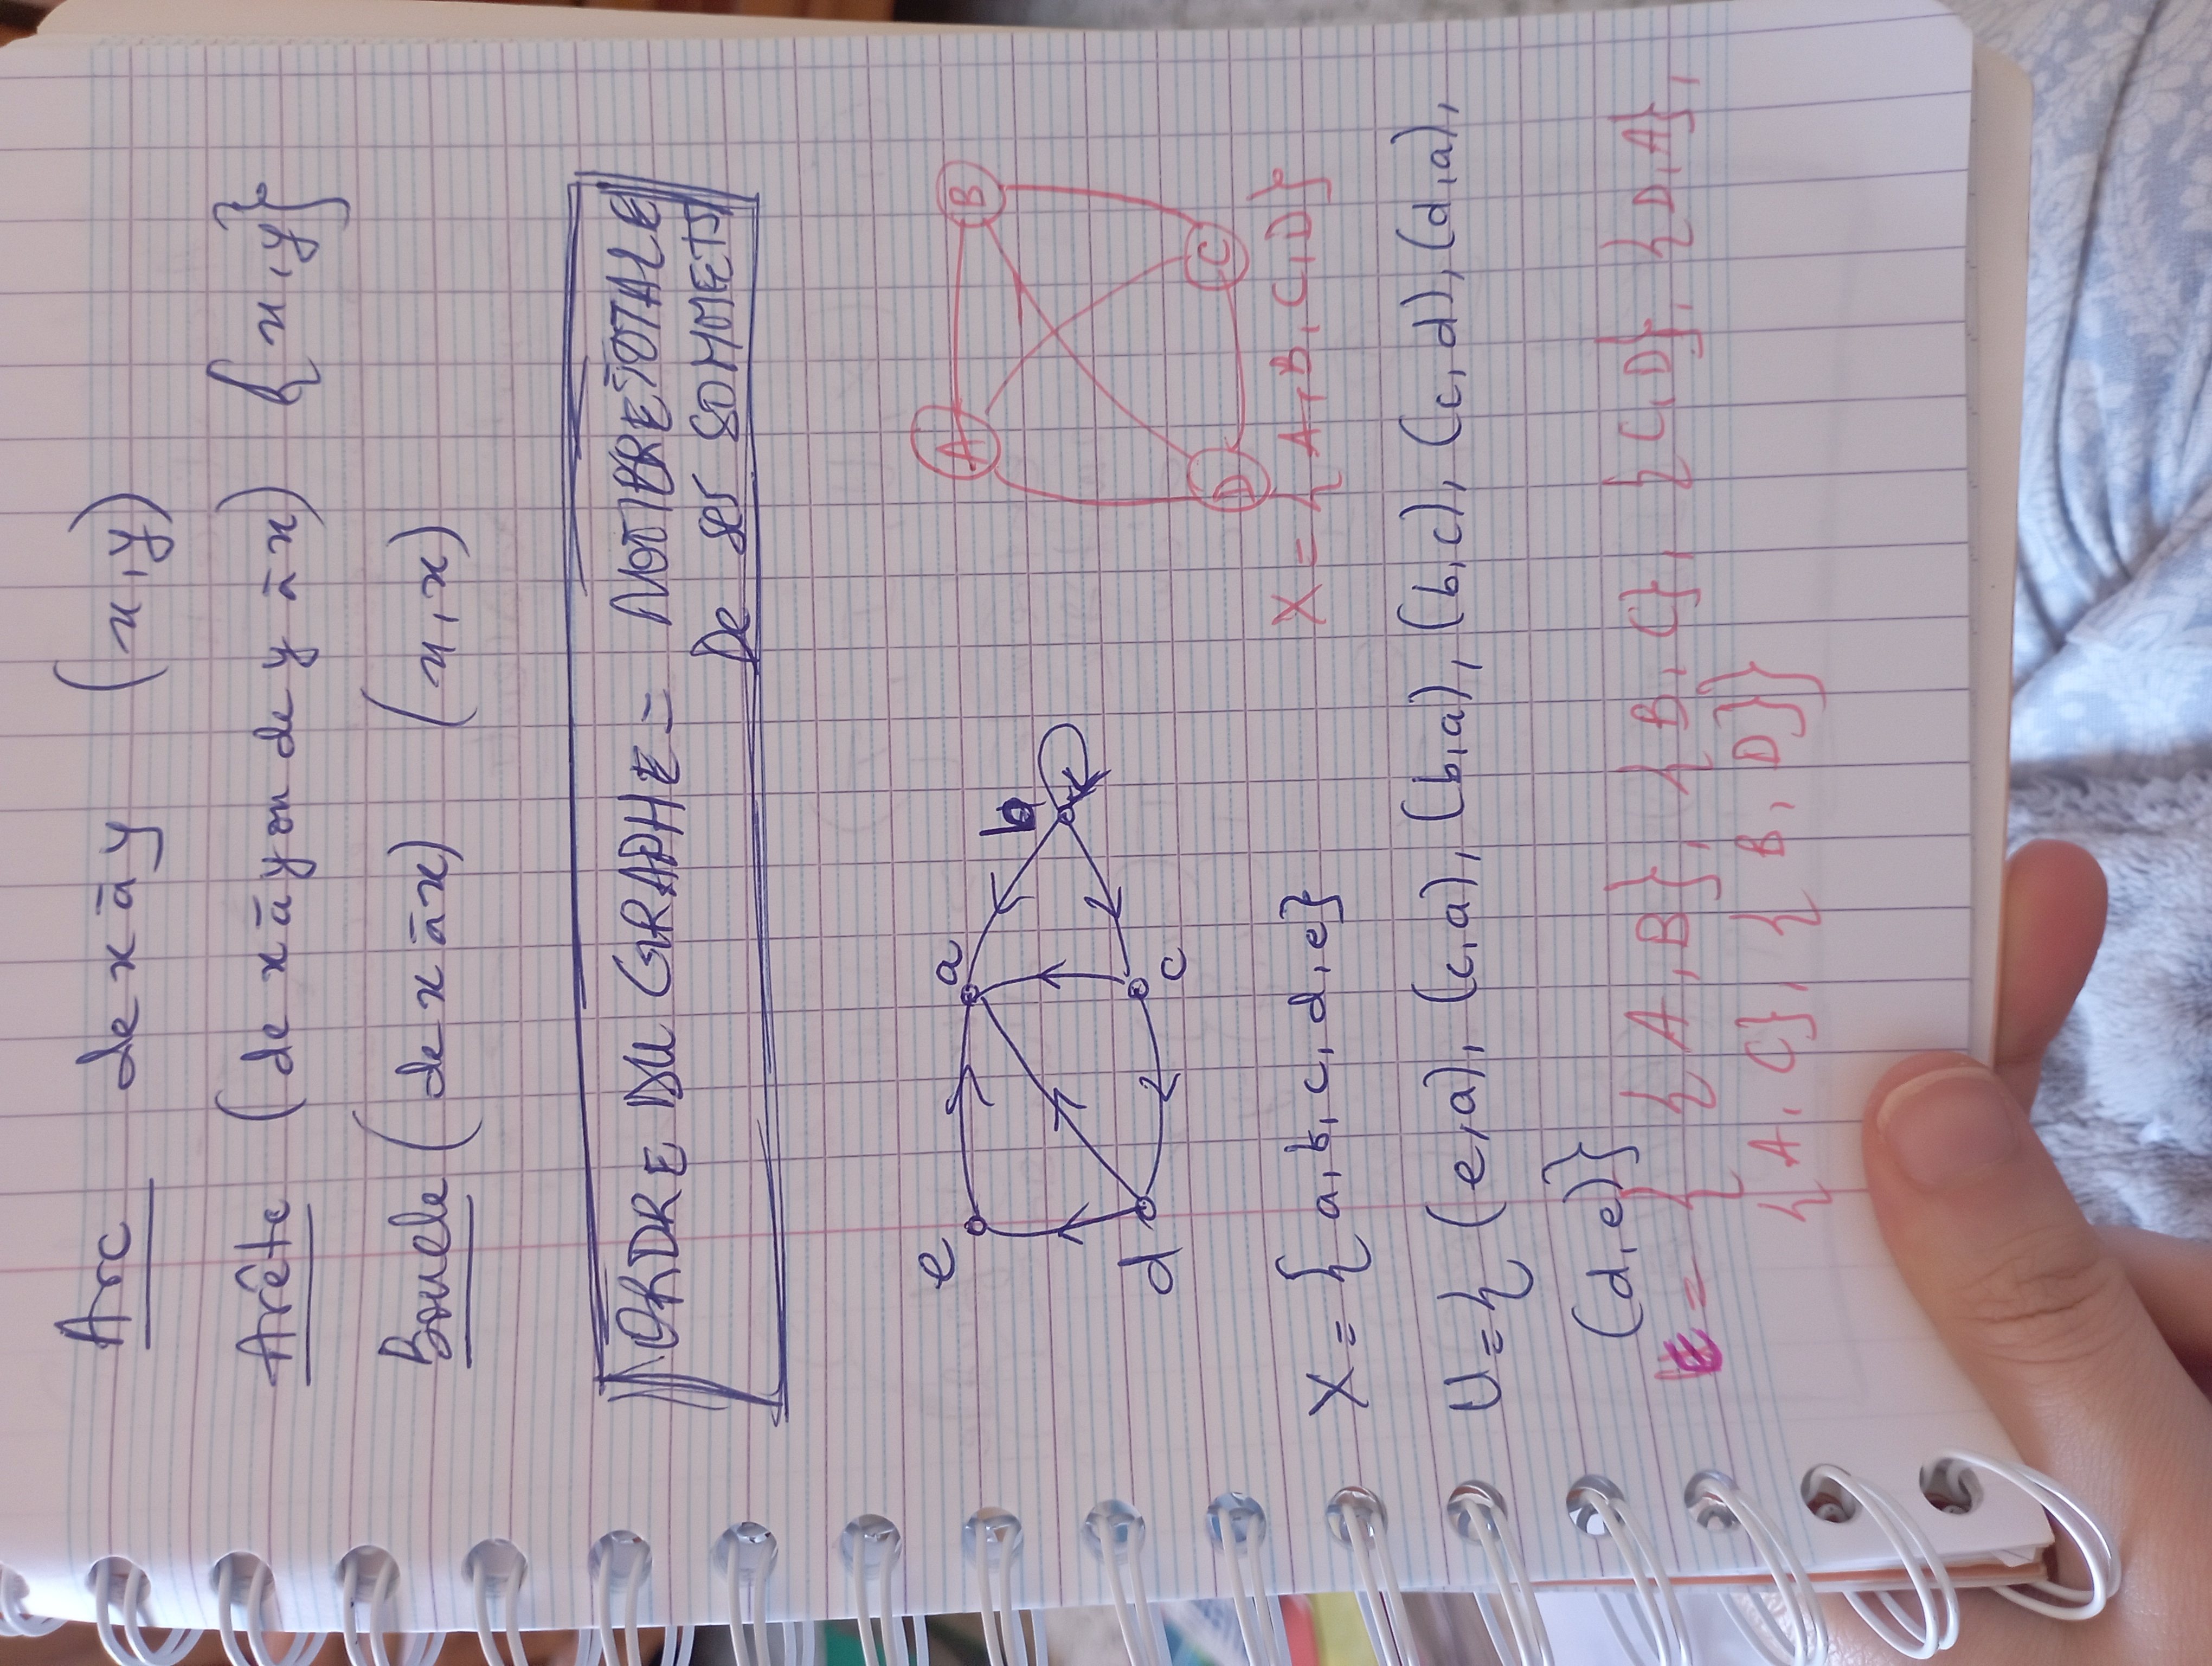 Arc de x à y (x,y)
Arête (de x à y ou de y à x) {x,y}
Boucle (de x à x) (x,x)
ORDRE DU GRAPHE = NOMBRE TOTALE
De ses SOMMETS
e a
b
d c
A B
D C
X = {a, b, c, d, e}
X = {A, B, C, D}
U = { (e,a), (c,a), (b,a), (b,c), (c,d), (d,a),
(d,e)}
E = { {A,B}, {B,C}, {C,D}, {D,A},
{A,C}, {B,D}}